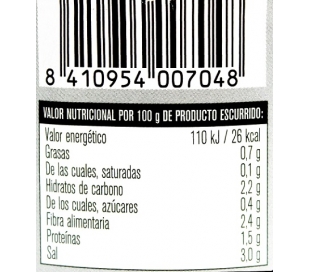 8 410954 007048
VALOR NUTRICIONAL POR 100 g DE PRODUCTO ESCURRIDO:
Valor energético 110 kJ / 26 kcal
Grasas 0,7 g
De las cuales, saturadas 0,1 g
Hidratos de carbono 2,2 g
De los cuales, azúcares 0,4 g
Fibra alimentaria 2,4 g
Proteínas 1,5 g
Sal 3,0 g